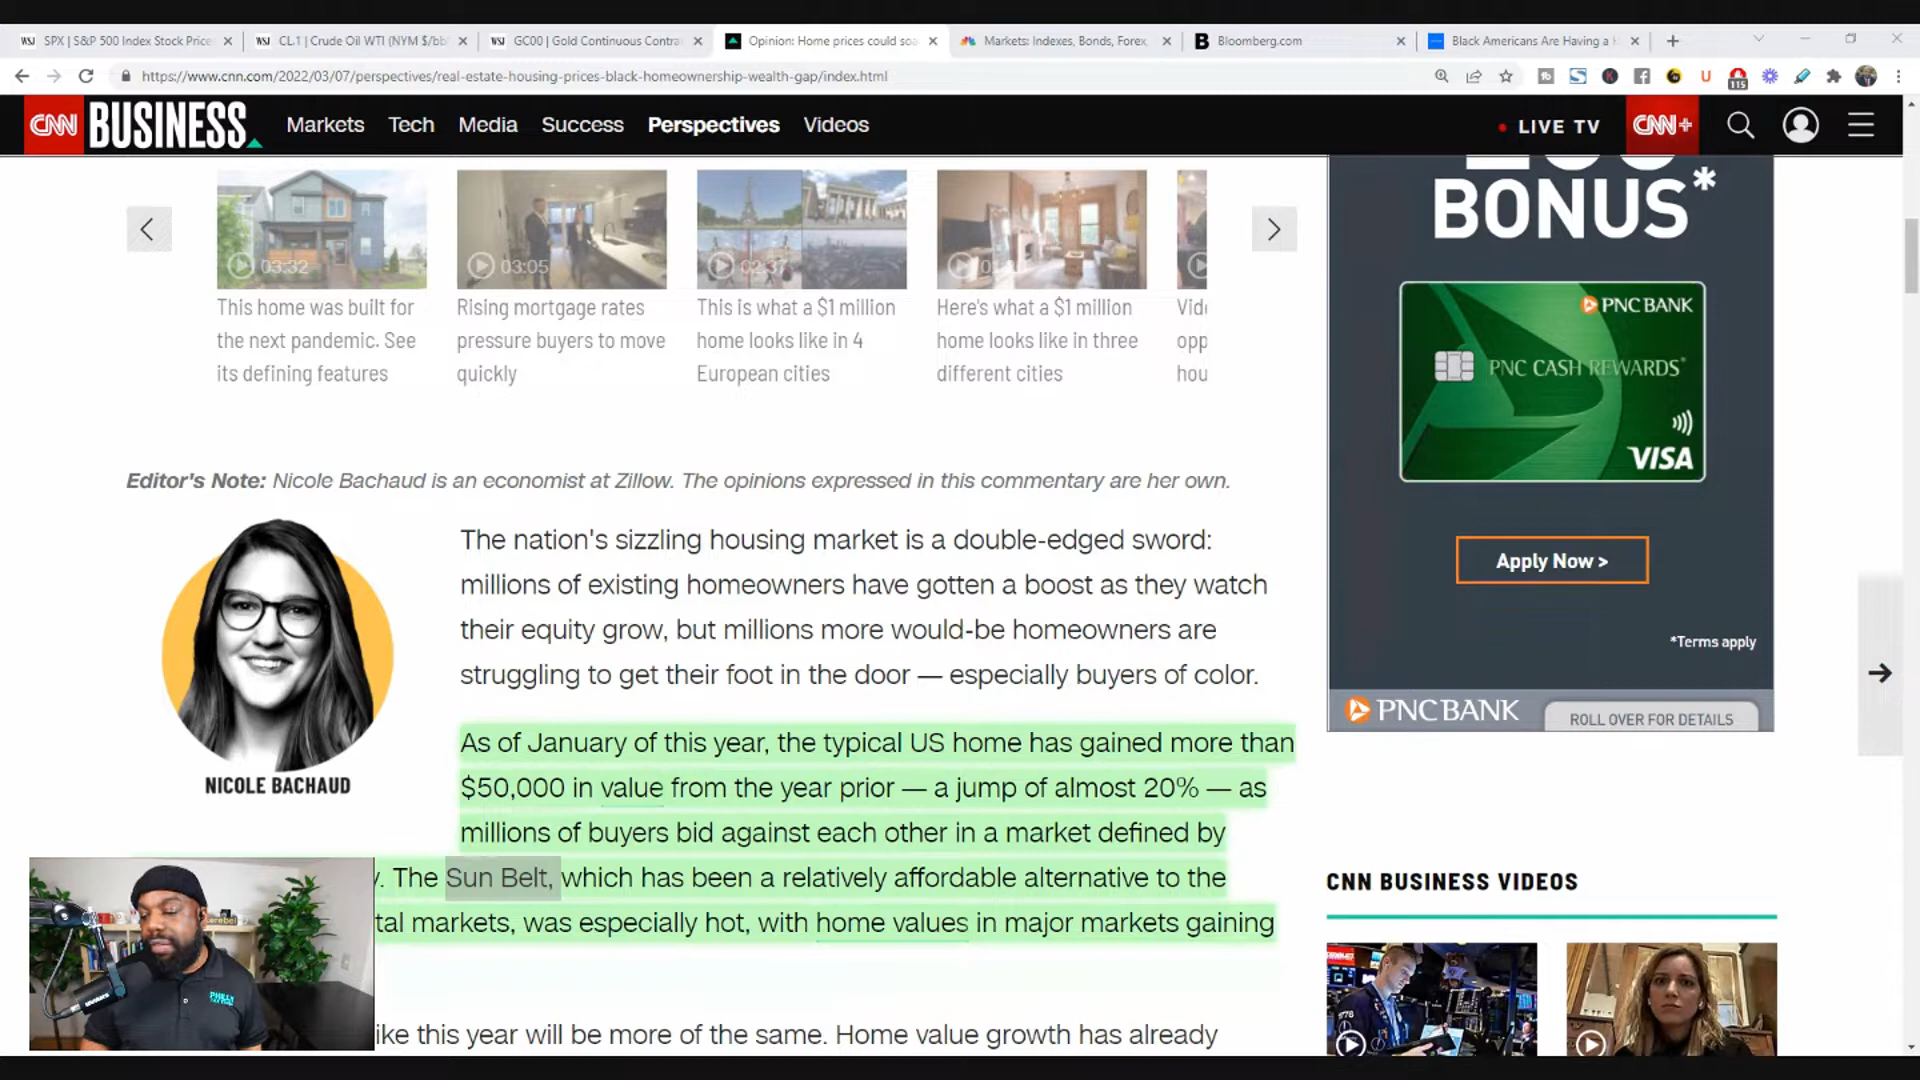 WSJ SPX | S&P 500 Index Stock Price
WSJ CL.1 | Crude Oil WTI (NYM $/bb
WSJ GC00 | Gold Continuous Contra
Opinion: Home prices could soa
Markets: Indexes, Bonds, Forex,
B Bloomberg.com
Black Americans Are Having a
https://www.cnn.com/2022/03/07/perspectives/real-estate-housing-prices-black-homeownership-wealth-gap/index.html
115
CNN BUSINESS Markets Tech Media Success Perspectives Videos LIVE TV CNN+
03:32
03:05
This home was built for
the next pandemic. See
its defining features
Rising mortgage rates
pressure buyers to move
quickly
This is what a $1 million
home looks like in 4
European cities
Here's what a $1 million
home looks like in three
different cities
Vid
opp
hou
BONUS*
PNC BANK
PNC CASH REWARDS®
VISA
Apply Now >
*Terms apply
PNC BANK
ROLL OVER FOR DETAILS
Editor's Note: Nicole Bachaud is an economist at Zillow. The opinions expressed in this commentary are her own.
NICOLE BACHAUD
The nation's sizzling housing market is a double-edged sword:
millions of existing homeowners have gotten a boost as they watch
their equity grow, but millions more would-be homeowners are
struggling to get their foot in the door — especially buyers of color.
As of January of this year, the typical US home has gained more than
$50,000 in value from the year prior — a jump of almost 20% — as
millions of buyers bid against each other in a market defined by
. The Sun Belt, which has been a relatively affordable alternative to the
tal markets, was especially hot, with home values in major markets gaining
ike this year will be more of the same. Home value growth has already
CNN BUSINESS VIDEOS